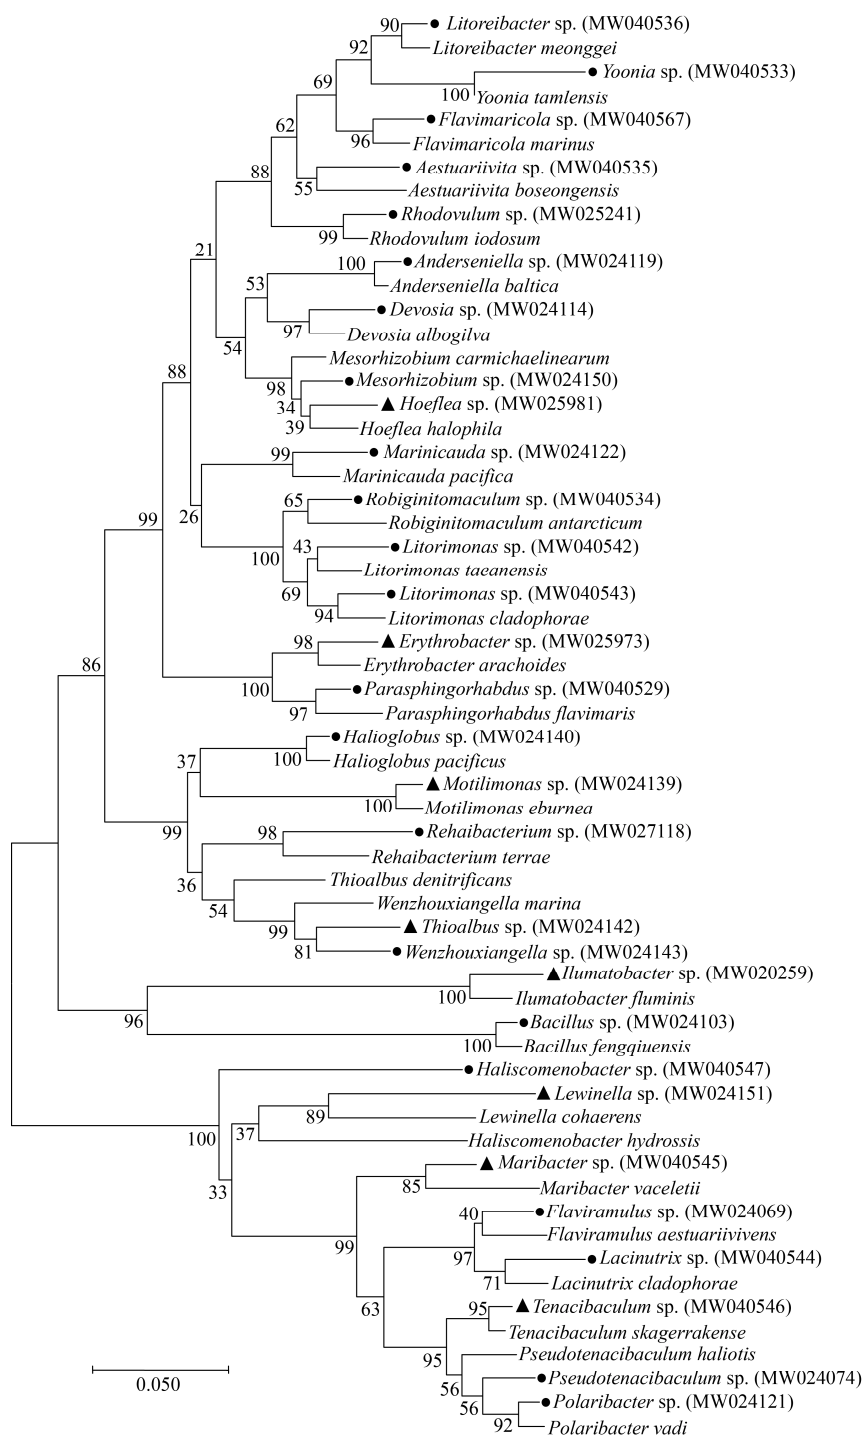 90
● Litoreibacter sp. (MW040536)
92
Litoreibacter meonggei
69
● Yoonia sp. (MW040533)
100
Yoonia tamlensis
62
● Flavimaricola sp. (MW040567)
96
Flavimaricola marinus
88
● Aestuariivita sp. (MW040535)
55
Aestuariivita boseongensis
● Rhodovulum sp. (MW025241)
99
Rhodovulum iodosum
21
100
● Anderseniella sp. (MW024119)
53
Anderseniella baltica
● Devosia sp. (MW024114)
97
Devosia albogilva
54
Mesorhizobium carmichaelinearum
88
98
● Mesorhizobium sp. (MW024150)
34
▲ Hoeflea sp. (MW025981)
39
Hoeflea halophila
99
● Marinicauda sp. (MW024122)
Marinicauda pacifica
65
● Robiginitomaculum sp. (MW040534)
99
26
Robiginitomaculum antarcticum
100
43
● Litorimonas sp. (MW040542)
Litorimonas taeanensis
69
● Litorimonas sp. (MW040543)
94
Litorimonas cladophorae
98
▲ Erythrobacter sp. (MW025973)
86
Erythrobacter arachoides
100
● Parasphingorhabdus sp. (MW040529)
97
Parasphingorhabdus flavimaris
● Halioglobus sp. (MW024140)
37
100
Halioglobus pacificus
▲ Motilimonas sp. (MW024139)
100
Motilimonas eburnea
99
98
● Rehaibacterium sp. (MW027118)
Rehaibacterium terrae
36
Thioalbus denitrificans
54
Wenzhouxiangella marina
99
▲ Thioalbus sp. (MW024142)
81
● Wenzhouxiangella sp. (MW024143)
▲ Ilumatobacter sp. (MW020259)
100
Ilumatobacter fluminis
96
● Bacillus sp. (MW024103)
100
Bacillus fengqiuensis
● Haliscomenobacter sp. (MW040547)
▲ Lewinella sp. (MW024151)
89
Lewinella cohaerens
100
37
Haliscomenobacter hydrossis
▲ Maribacter sp. (MW040545)
33
85
Maribacter vaceletii
40
● Flaviramulus sp. (MW024069)
99
Flaviramulus aestuariivivens
97
● Lacinutrix sp. (MW040544)
71
Lacinutrix cladophorae
63
95
▲ Tenacibaculum sp. (MW040546)
Tenacibaculum skagerrakense
95
Pseudotenacibaculum haliotis
56
● Pseudotenacibaculum sp. (MW024074)
56
● Polaribacter sp. (MW024121)
92
Polaribacter vadi
0.050